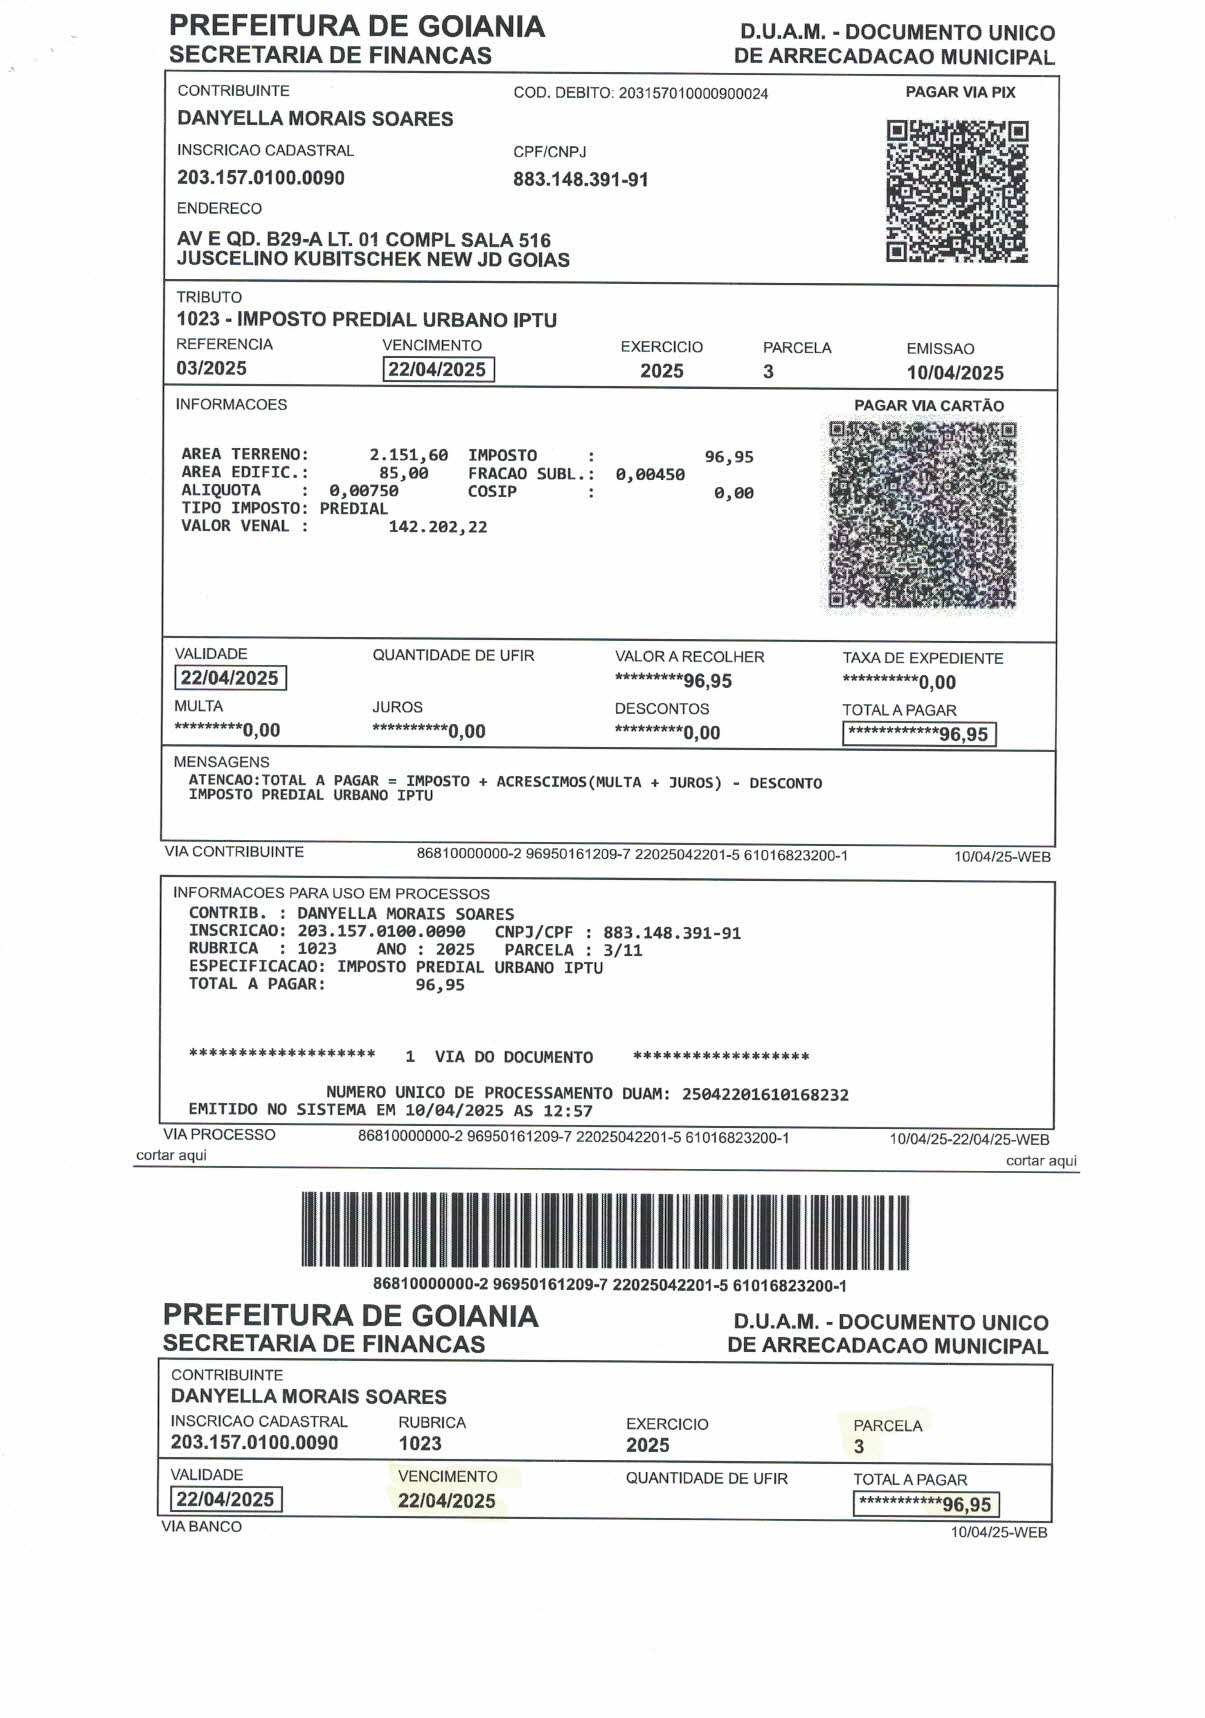 PREFEITURA DE GOIANIA
SECRETARIA DE FINANCAS
D.U.A.M. - DOCUMENTO UNICO
DE ARRECADACAO MUNICIPAL
CONTRIBUINTE
COD. DEBITO: 203157010000900024
PAGAR VIA PIX
DANYELLA MORAIS SOARES
INSCRICAO CADASTRAL CPF/CNPJ
203.157.0100.0090 883.148.391-91
ENDERECO
AV E QD. B29-A LT. 01 COMPL SALA 516
JUSCELINO KUBITSCHEK NEW JD GOIAS
TRIBUTO
1023 - IMPOSTO PREDIAL URBANO IPTU
REFERENCIA VENCIMENTO EXERCICIO PARCELA EMISSAO
03/2025 22/04/2025 2025 3 10/04/2025
INFORMACOES PAGAR VIA CARTÃO
AREA TERRENO: 2.151,60 IMPOSTO : 96,95
AREA EDIFIC.: 85,00 FRACAO SUBL.: 0,00450
ALIQUOTA : 0,00750 COSIP : 0,00
TIPO IMPOSTO: PREDIAL
VALOR VENAL : 142.202,22
VALIDADE QUANTIDADE DE UFIR VALOR A RECOLHER TAXA DE EXPEDIENTE
22/04/2025 *********96,95 **********0,00
MULTA JUROS DESCONTOS TOTAL A PAGAR
*********0,00 **********0,00 *********0,00 ************96,95
MENSAGENS
ATENCAO:TOTAL A PAGAR = IMPOSTO + ACRESCIMOS(MULTA + JUROS) - DESCONTO
IMPOSTO PREDIAL URBANO IPTU
VIA CONTRIBUINTE 86810000000-2 96950161209-7 22025042201-5 61016823200-1 10/04/25-WEB
INFORMACOES PARA USO EM PROCESSOS
CONTRIB. : DANYELLA MORAIS SOARES
INSCRICAO: 203.157.0100.0090 CNPJ/CPF : 883.148.391-91
RUBRICA : 1023 ANO : 2025 PARCELA : 3/11
ESPECIFICACAO: IMPOSTO PREDIAL URBANO IPTU
TOTAL A PAGAR: 96,95
******************* 1 VIA DO DOCUMENTO ******************
NUMERO UNICO DE PROCESSAMENTO DUAM: 25042201610168232
EMITIDO NO SISTEMA EM 10/04/2025 AS 12:57
VIA PROCESSO 86810000000-2 96950161209-7 22025042201-5 61016823200-1 10/04/25-22/04/25-WEB
cortar aqui cortar aqui
86810000000-2 96950161209-7 22025042201-5 61016823200-1
PREFEITURA DE GOIANIA
SECRETARIA DE FINANCAS
D.U.A.M. - DOCUMENTO UNICO
DE ARRECADACAO MUNICIPAL
CONTRIBUINTE
DANYELLA MORAIS SOARES
INSCRICAO CADASTRAL RUBRICA EXERCICIO PARCELA
203.157.0100.0090 1023 2025 3
VALIDADE VENCIMENTO QUANTIDADE DE UFIR TOTAL A PAGAR
22/04/2025 22/04/2025 ***********96,95
VIA BANCO 10/04/25-WEB